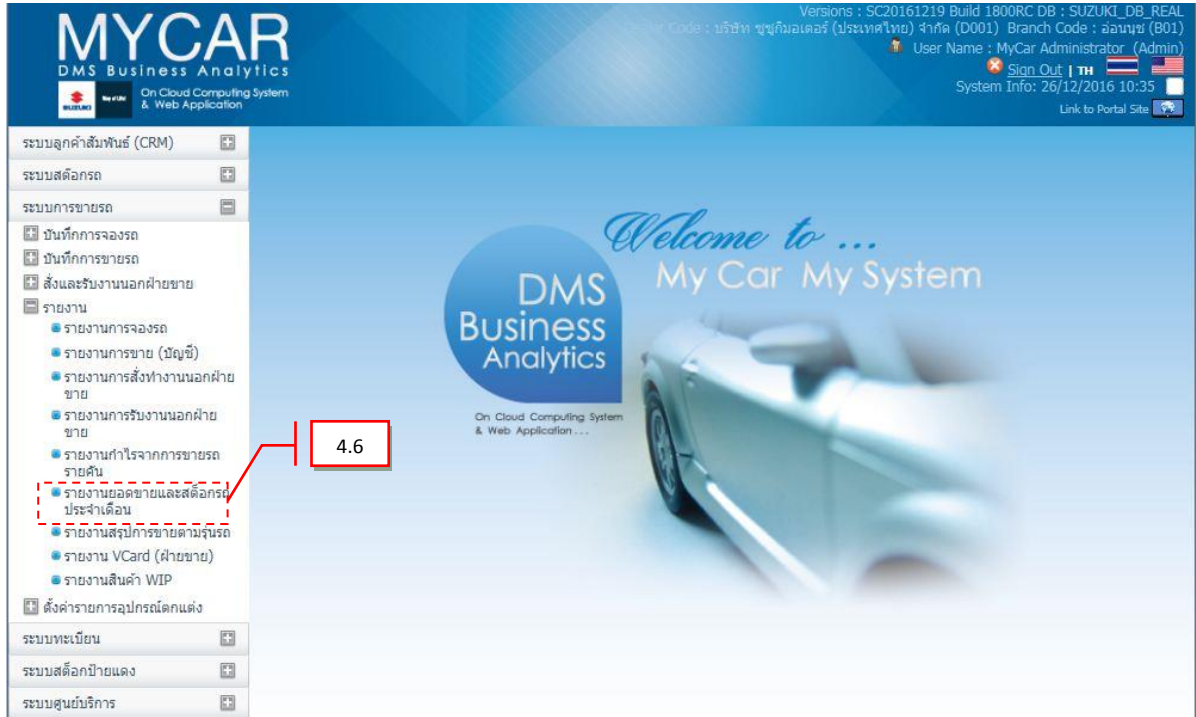 MYCAR
DMS Business Analytics
SUZUKI Way of Life! On Cloud Computing System
& Web Application
Versions : SC20161219 Build 1800RC DB : SUZUKI_DB_REAL
Code : บริษัท ซูซูกิมอเตอร์ (ประเทศไทย) จำกัด (D001) Branch Code : อ่อนนุช (B01)
User Name : MyCar Administrator (Admin)
Sign Out | TH
System Info: 26/12/2016 10:35
Link to Portal Site
ระบบลูกค้าสัมพันธ์ (CRM)
ระบบสต๊อกรถ
ระบบการขายรถ
บันทึกการจองรถ
บันทึกการขายรถ
สั่งและรับงานนอกฝ่ายขาย
รายงาน
รายงานการจองรถ
รายงานการขาย (บัญชี)
รายงานการสั่งทำงานนอกฝ่าย
ขาย
รายงานการรับงานนอกฝ่าย
ขาย
รายงานกำไรจากการขายรถ
รายคัน
รายงานยอดขายและสต็อกรถ
ประจำเดือน
รายงานสรุปการขายตามรุ่นรถ
รายงาน VCard (ฝ่ายขาย)
รายงานสินค้า WIP
ตั้งค่ารายการอุปกรณ์ตกแต่ง
ระบบทะเบียน
ระบบสต็อกป้ายแดง
ระบบศูนย์บริการ
4.6
Welcome to ...
My Car My System
DMS
Business
Analytics
On Cloud Computing System
& Web Application ...